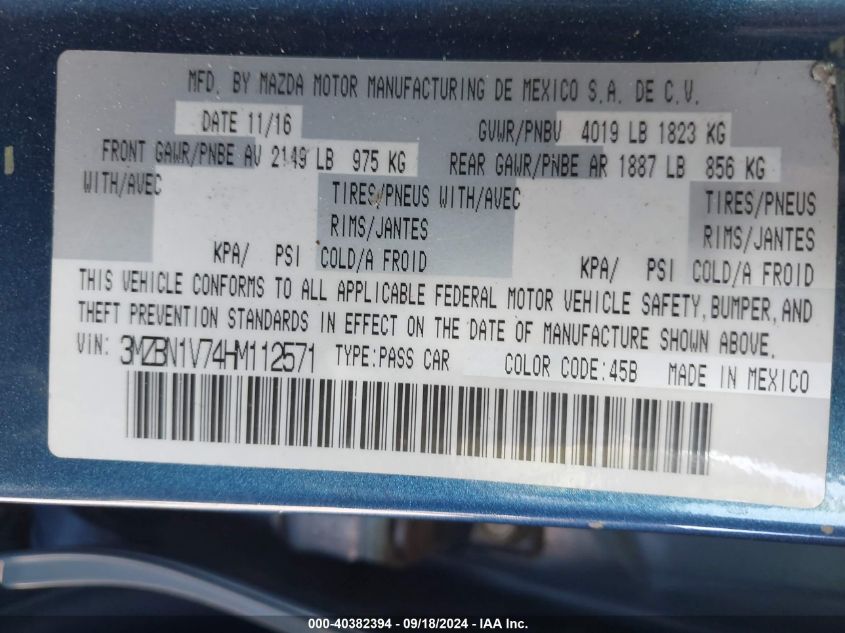 MFD. BY MAZDA MOTOR MANUFACTURING DE MEXICO S.A. DE C.V.
DATE 11/16 GVWR/PNBV 4019 LB 1823 KG
FRONT GAWR/PNBE AV 2149 LB 975 KG REAR GAWR/PNBE AR 1887 LB 856 KG
WITH/AVEC TIRES/PNEUS WITH/AVEC TIRES/PNEUS
RIMS/JANTES RIMS/JANTES
KPA/ PSI COLD/A FROID KPA/ PSI COLD/A FROID
THIS VEHICLE CONFORMS TO ALL APPLICABLE FEDERAL MOTOR VEHICLE SAFETY, BUMPER, AND
THEFT PREVENTION STANDARDS IN EFFECT ON THE DATE OF MANUFACTURE SHOWN ABOVE.
VIN: 3MZBN1V74HM112571 TYPE:PASS CAR COLOR CODE:45B MADE IN MEXICO
000-40382394 - 09/18/2024 - IAA Inc.